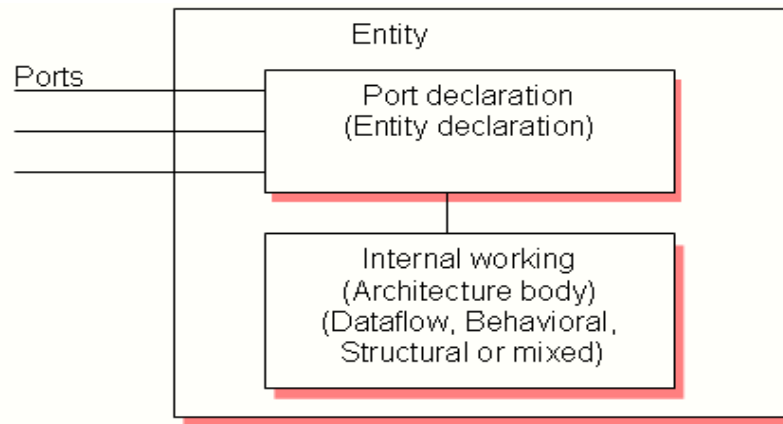 Entity
Ports
Port declaration
(Entity declaration)
Internal working
(Architecture body)
(Dataflow, Behavioral,
Structural or mixed)